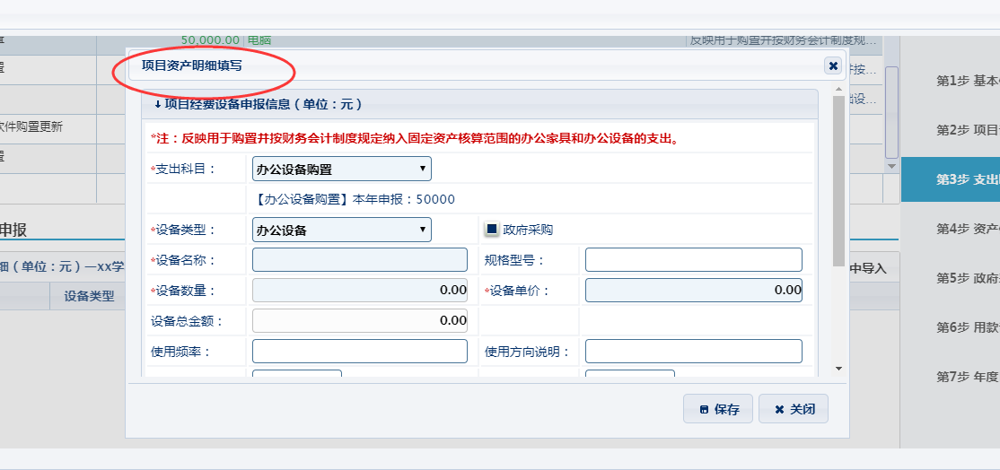 50,000.00 电脑 反映用于购置并按财务会计制度规...
置
项目资产明细填写
置 并按...
第1步 基本
↓项目经费设备申报信息（单位：元）
次件购置更新
*注：反映用于购置并按财务会计制度规定纳入固定资产核算范围的办公家具和办公设备的支出。
第2步 项目
置
*支出科目： 办公设备购置
第3步 支出
【办公设备购置】本年申报：50000
申报
*设备类型： 办公设备 政府采购
第4步 资产
细（单位：元）—xx学
*设备名称： 规格型号：
中导入
设备类型
*设备数量： 0.00 *设备单价： 0.00
第5步 政府
设备总金额： 0.00
第6步 用款
使用频率： 使用方向说明：
第7步 年度
保存 关闭